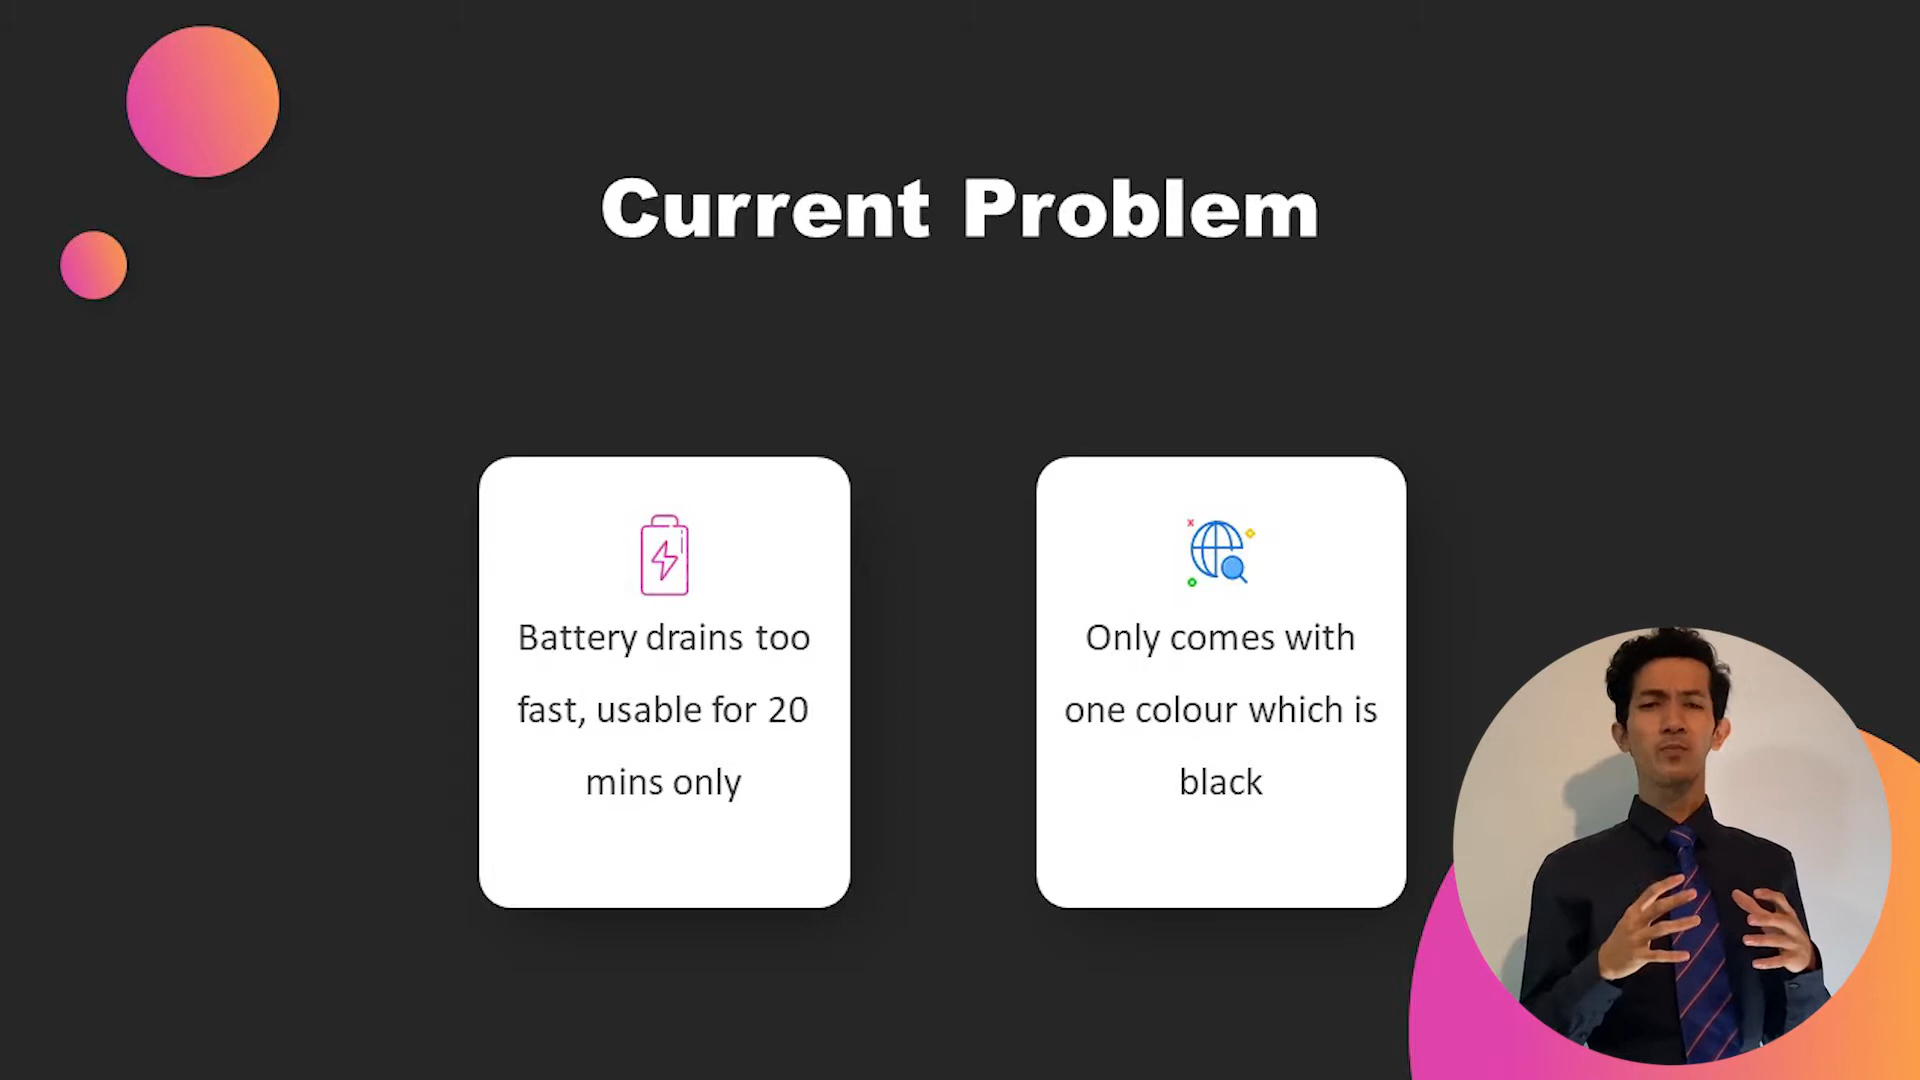 Current Problem
Battery drains too
fast, usable for 20
mins only
Only comes with
one colour which is
black